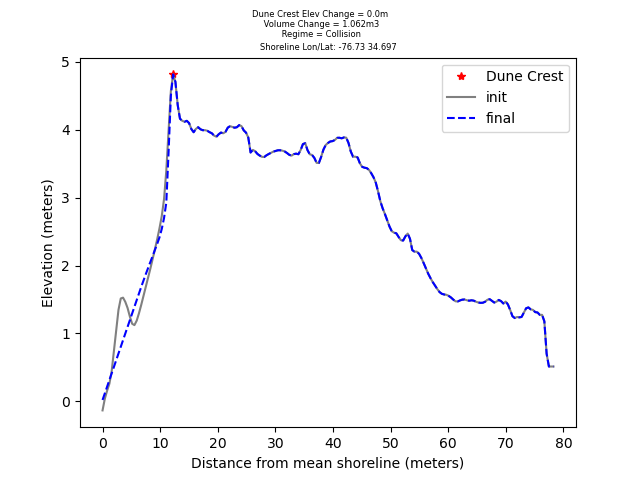 Dune Crest Elev Change = 0.0m
Volume Change = 1.062m3
Regime = Collision
Shoreline Lon/Lat: -76.73 34.697
Dune Crest
init
final
5
4
3
2
1
0
Elevation (meters)
0 10 20 30 40 50 60 70 80
Distance from mean shoreline (meters)